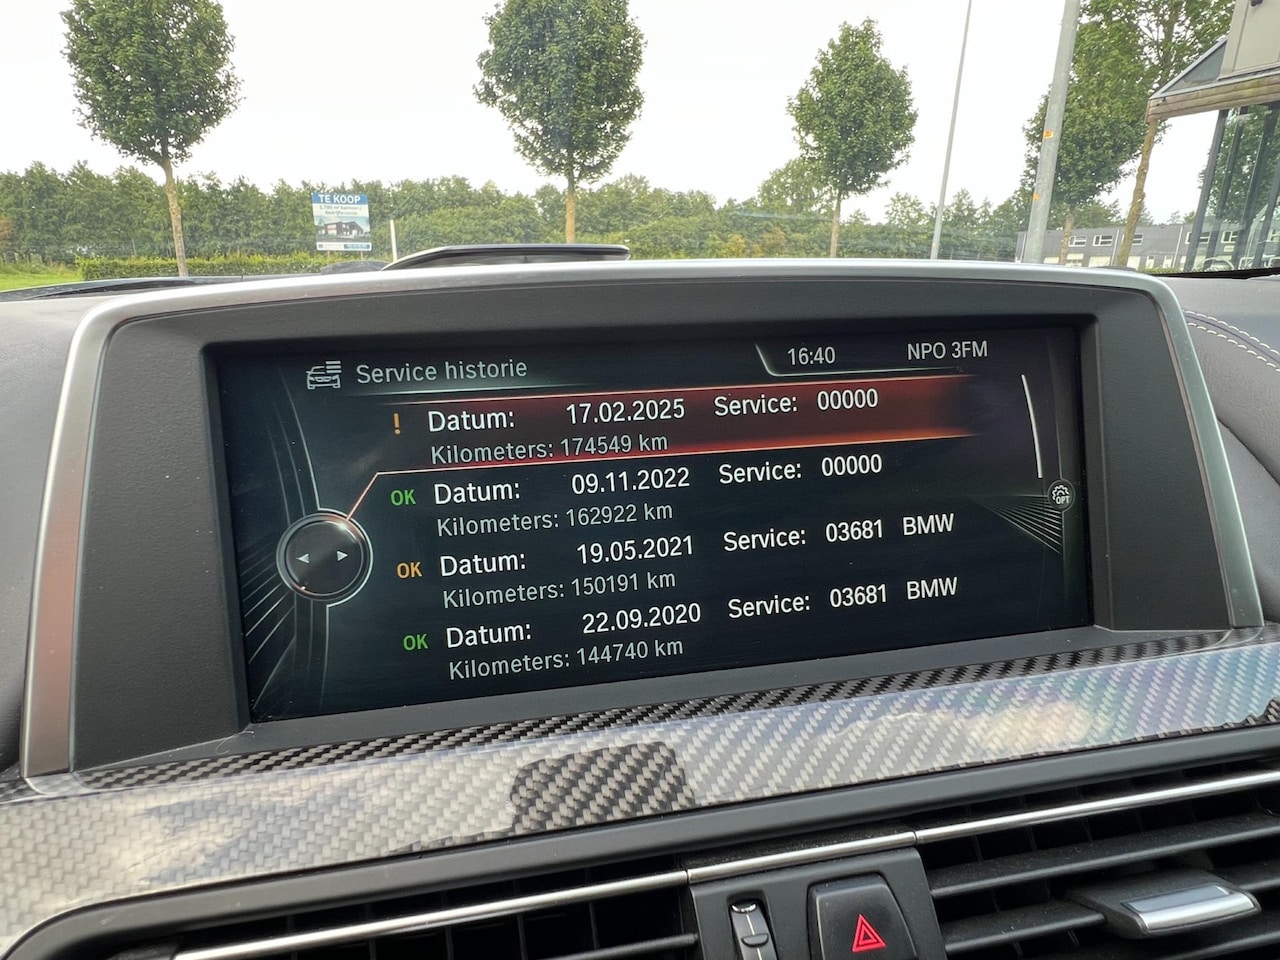 TE KOOP
Service historie
16:40
NPO 3FM
! Datum: 17.02.2025 Service: 00000
Kilometers: 174549 km
OK Datum: 09.11.2022 Service: 00000
Kilometers: 162922 km
OK Datum: 19.05.2021 Service: 03681 BMW
Kilometers: 150191 km
OK Datum: 22.09.2020 Service: 03681 BMW
Kilometers: 144740 km
OPT